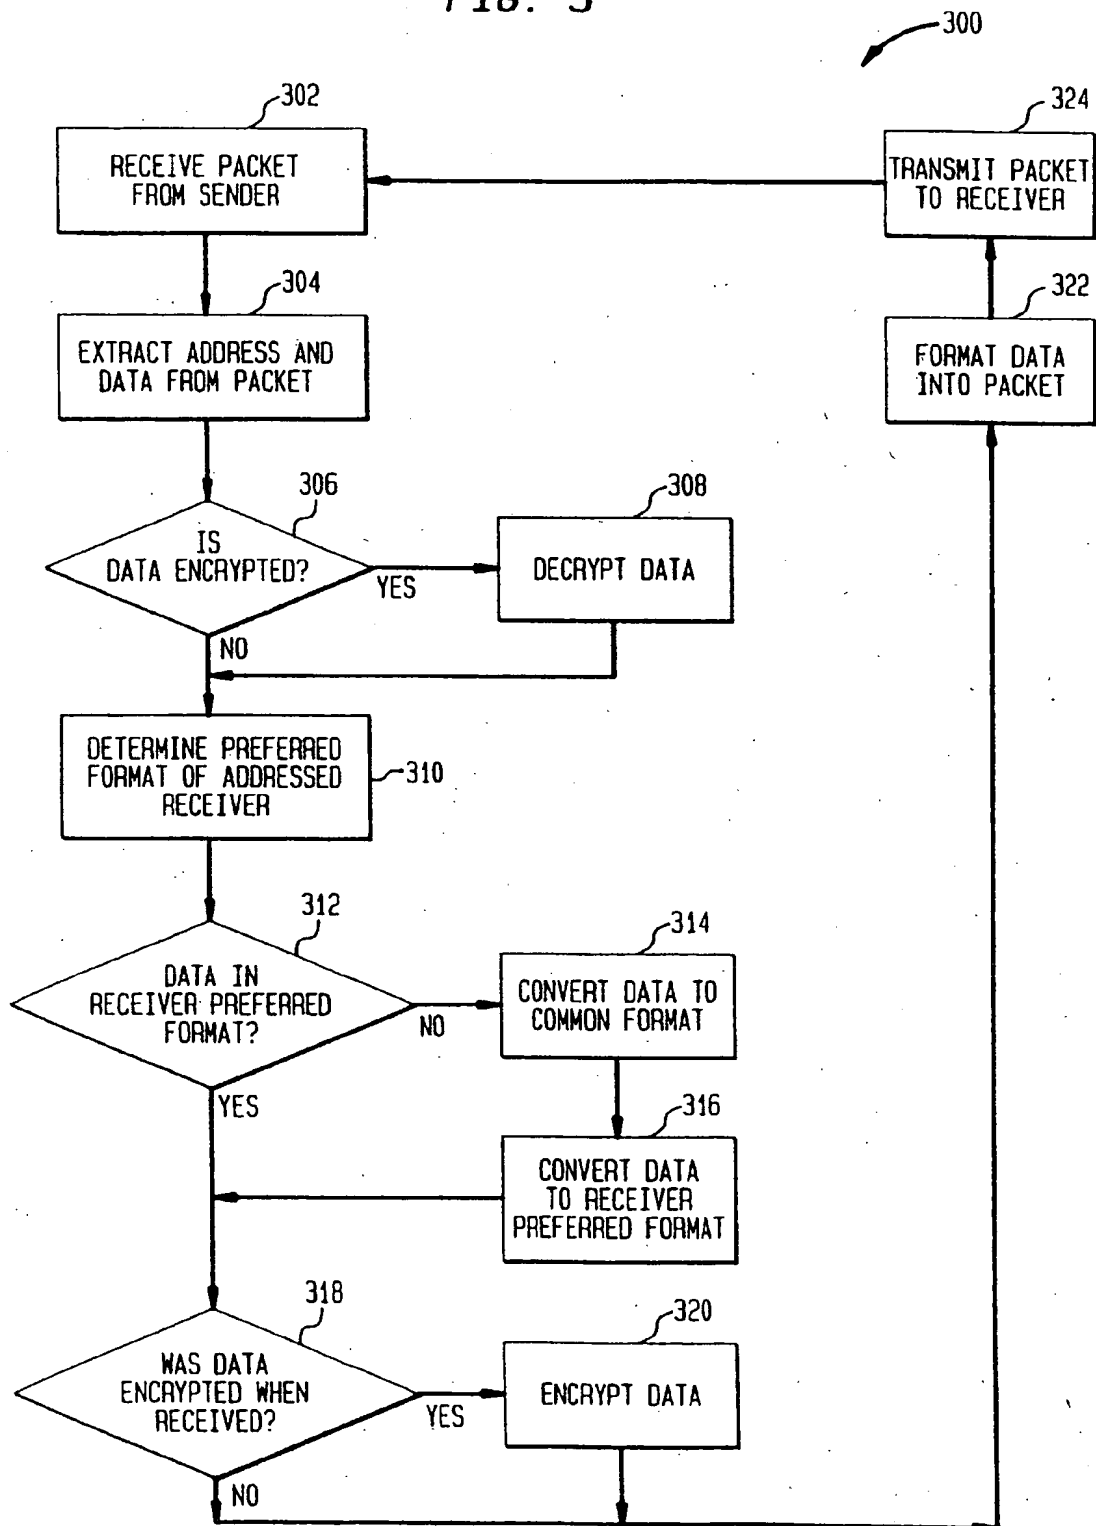 300
302
RECEIVE PACKET
FROM SENDER
324
TRANSMIT PACKET
TO RECEIVER
304
EXTRACT ADDRESS AND
DATA FROM PACKET
322
FORMAT DATA
INTO PACKET
306
IS
DATA ENCRYPTED?
YES
NO
308
DECRYPT DATA
DETERMINE PREFERRED
FORMAT OF ADDRESSED
RECEIVER
310
312
DATA IN
RECEIVER PREFERRED
FORMAT?
NO
YES
314
CONVERT DATA TO
COMMON FORMAT
316
CONVERT DATA
TO RECEIVER
PREFERRED FORMAT
318
WAS DATA
ENCRYPTED WHEN
RECEIVED?
YES
NO
320
ENCRYPT DATA